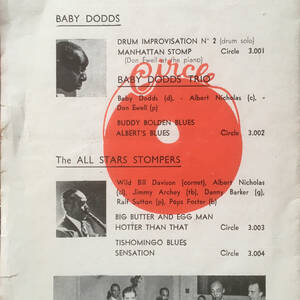 BABY DODDS
DRUM IMPROVISATION N° 2 (drum solo)
MANHATTAN STOMP Circle 3.001
(Don Ewell at the piano)
Circle
BABY DODDS TRIO
Baby Dodds (d), - Albert Nicholas (c), -
Don Ewell (p)
BUDDY BOLDEN BLUES
ALBERT'S BLUES Circle 3.002
The ALL STARS STOMPERS
Wild Bill Davison (cornet), Albert Nicholas
(d), Jimmy Archey (tb), Danny Barker (g),
Ralf Sutton (p), Pops Foster (b)
BIG BUTTER AND EGG MAN
HOTTER THAN THAT Circle 3.003
TISHOMINGO BLUES
SENSATION Circle 3.004